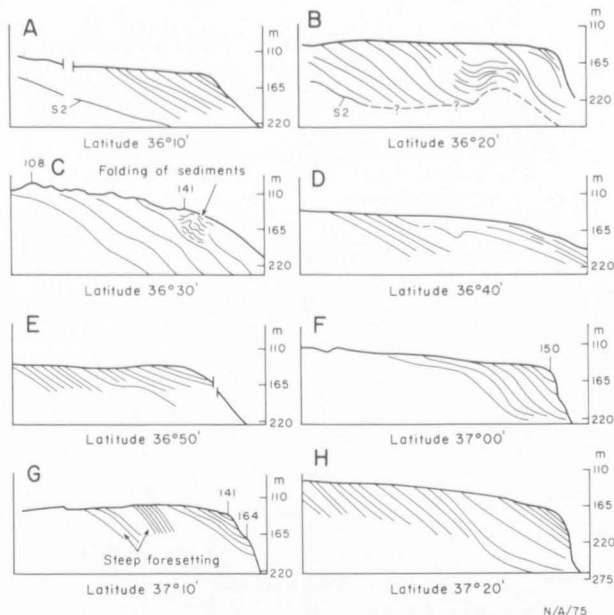 A
m
110
165
S2
220
Latitude 36°10'
B
m
110
165
S2
?
?
220
Latitude 36°20'
C
108
Folding of sediments
141
m
110
165
220
Latitude 36°30'
D
m
110
165
220
Latitude 36°40'
E
m
110
165
220
Latitude 36°50'
F
m
110
150
165
220
Latitude 37°00'
G
m
110
141
164
165
Steep foresetting
220
Latitude 37°10'
H
m
110
165
220
275
Latitude 37°20'
N/A/75